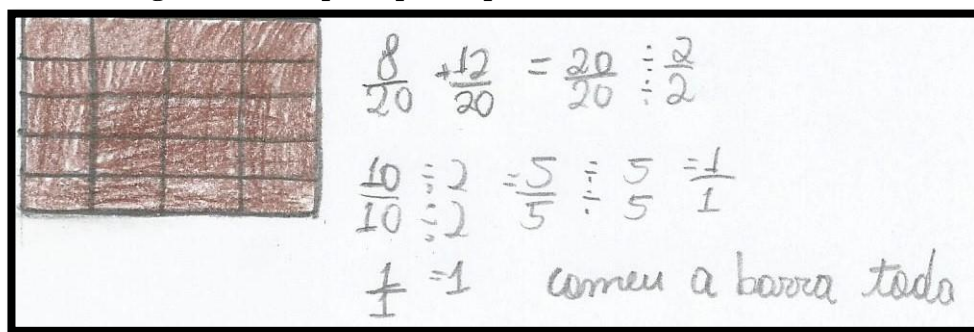 8/20 + 12/20 = 20/20 ÷ 2/÷ 2
10/10 ÷ 2/÷ 2 = 5/5 ÷ 5/÷ 5 = 1/1
1/1 = 1 comeu a barra toda